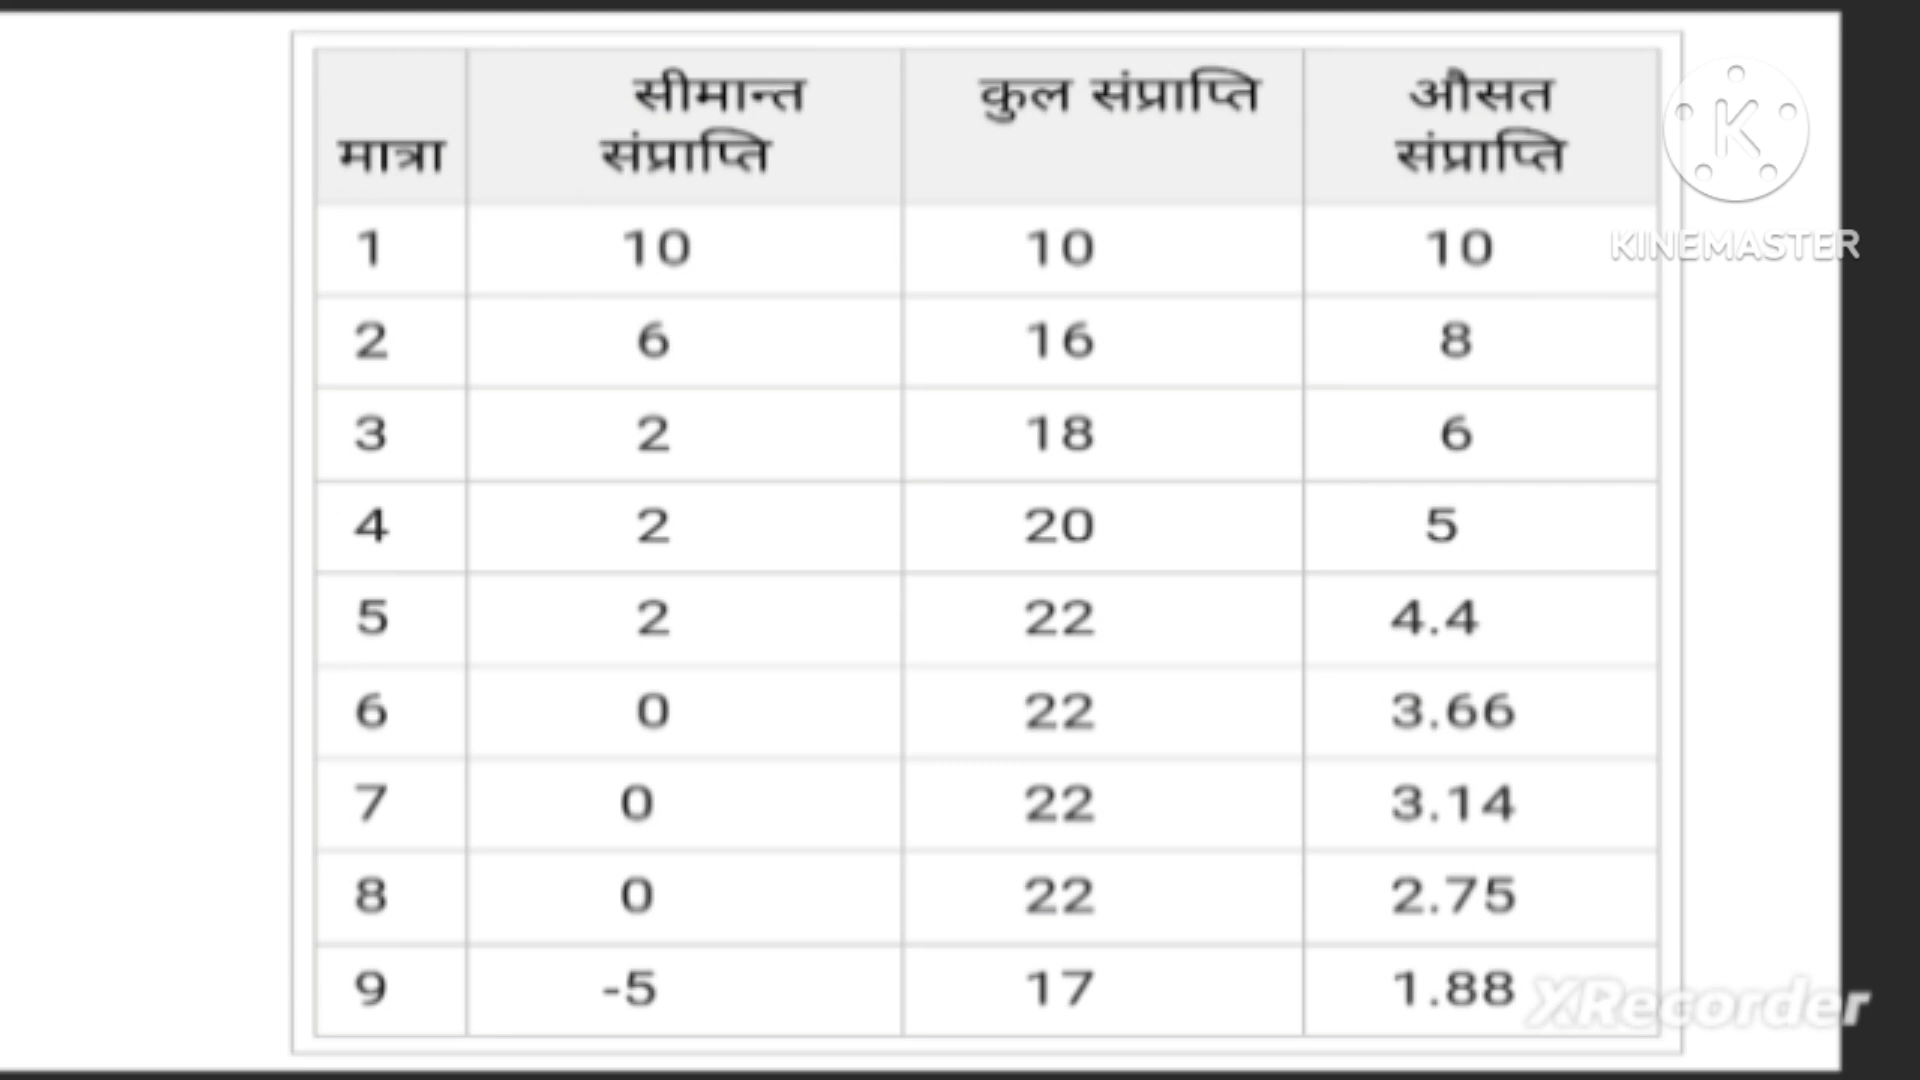 मात्रा सीमान्त संप्राप्ति कुल संप्राप्ति औसत संप्राप्ति
1 10 10 10
2 6 16 8
3 2 18 6
4 2 20 5
5 2 22 4.4
6 0 22 3.66
7 0 22 3.14
8 0 22 2.75
9 -5 17 1.88
K
KINEMASTER
XRecorder